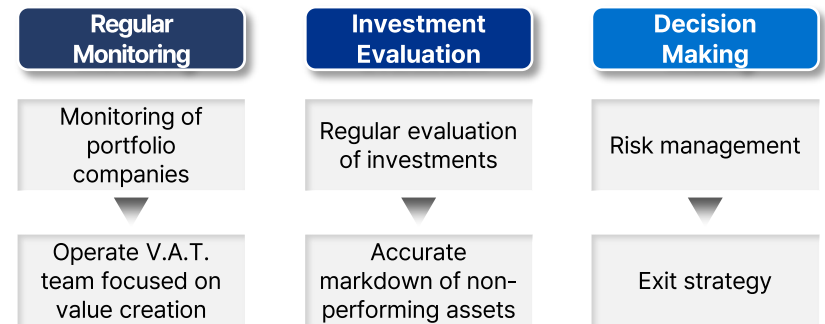 Regular
Monitoring
Investment
Evaluation
Decision
Making
Monitoring of
portfolio
companies
Regular evaluation
of investments
Risk management
Operate V.A.T.
team focused on
value creation
Accurate
markdown of non-
performing assets
Exit strategy